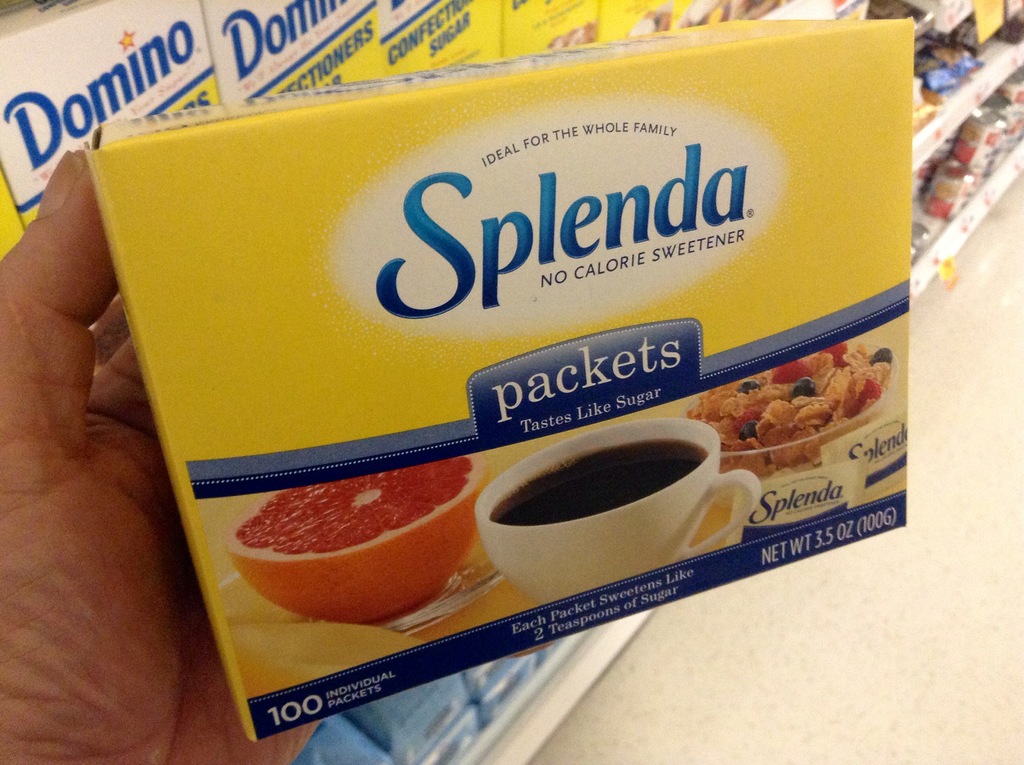 Domino
Domino
CONFECTIONERS
SUGAR
IDEAL FOR THE WHOLE FAMILY
Splenda®
NO CALORIE SWEETENER
packets
Tastes Like Sugar
Splenda
Splenda
NET WT 3.5 OZ (100G)
Each Packet Sweetens Like
2 Teaspoons of Sugar
100 INDIVIDUAL
PACKETS